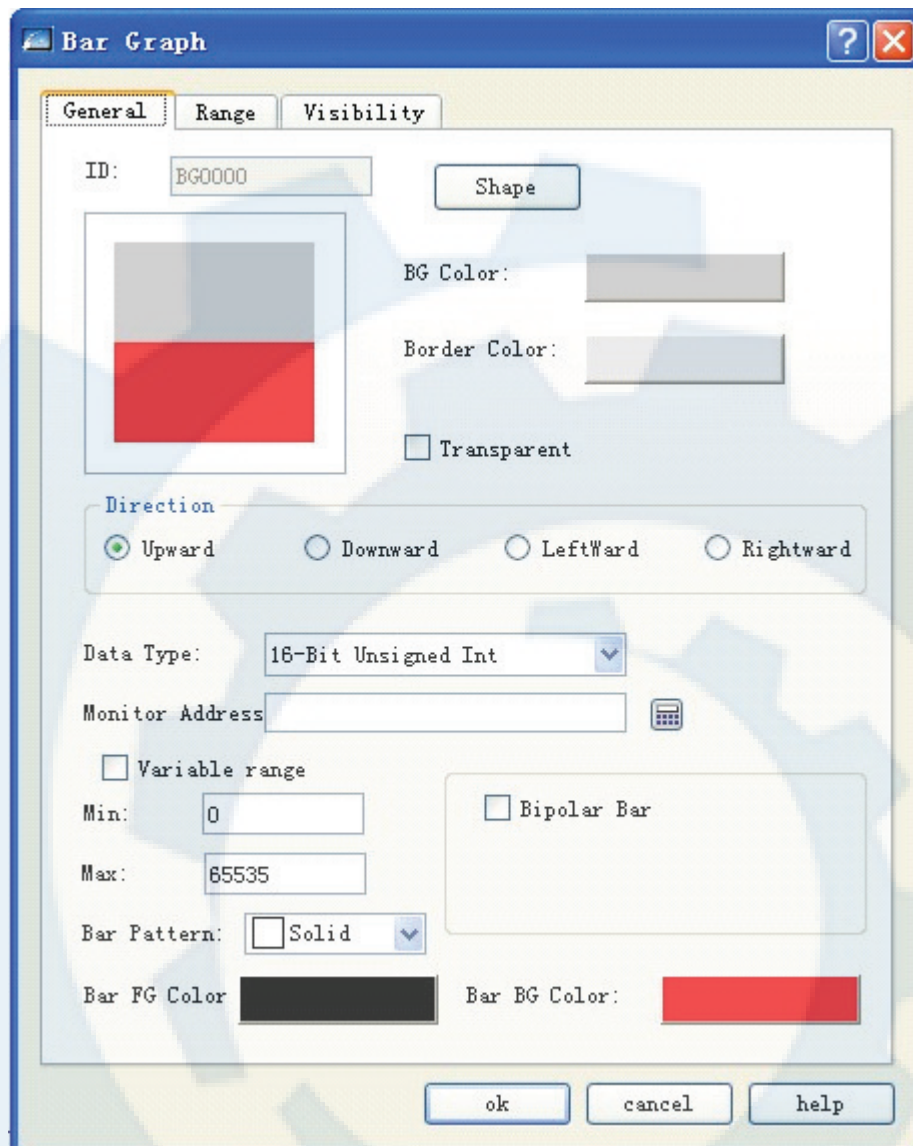 Bar Graph
General Range Visibility
ID: BG0000 Shape
BG Color:
Border Color:
Transparent
Direction
Upward Downward LeftWard Rightward
Data Type: 16-Bit Unsigned Int
Monitor Address
Variable range
Min: 0
Bipolar Bar
Max: 65535
Bar Pattern: Solid
Bar FG Color Bar BG Color:
ok cancel help